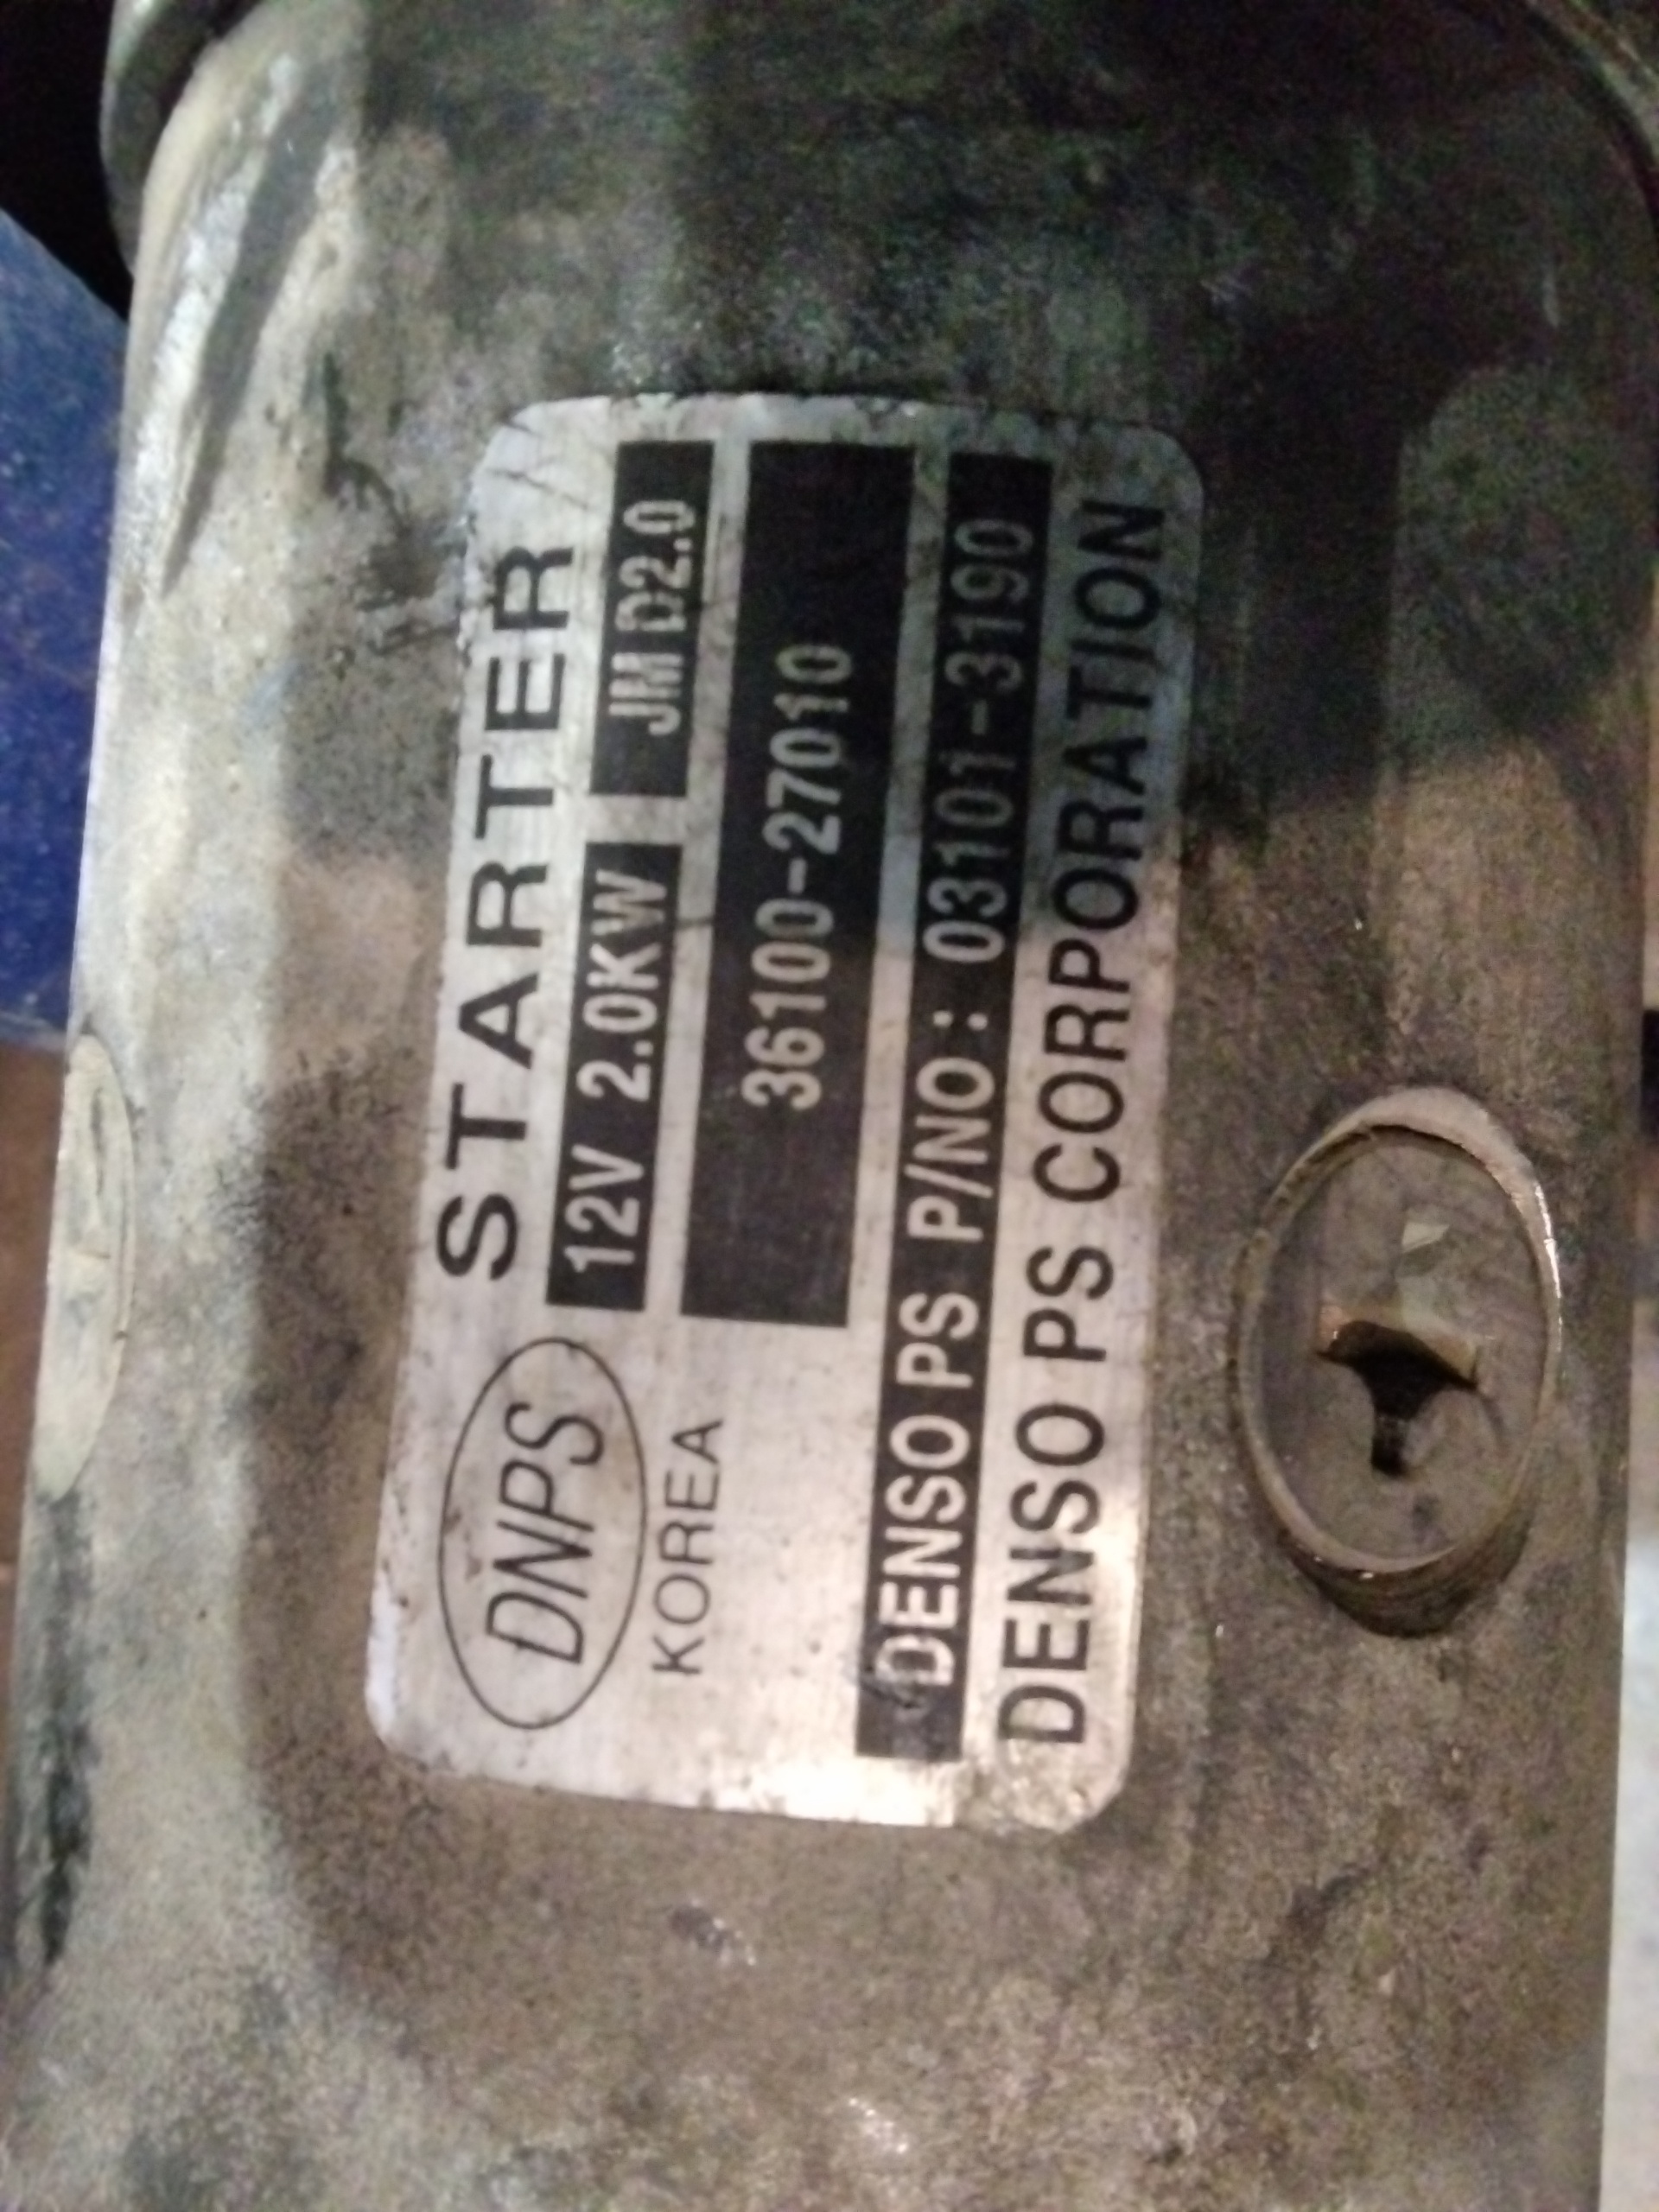 STARTER
DNPS
12V 2.0KW
JM D2.0
KOREA
36100-27010
DENSO PS P/NO : 03101-3190
DENSO PS CORPORATION